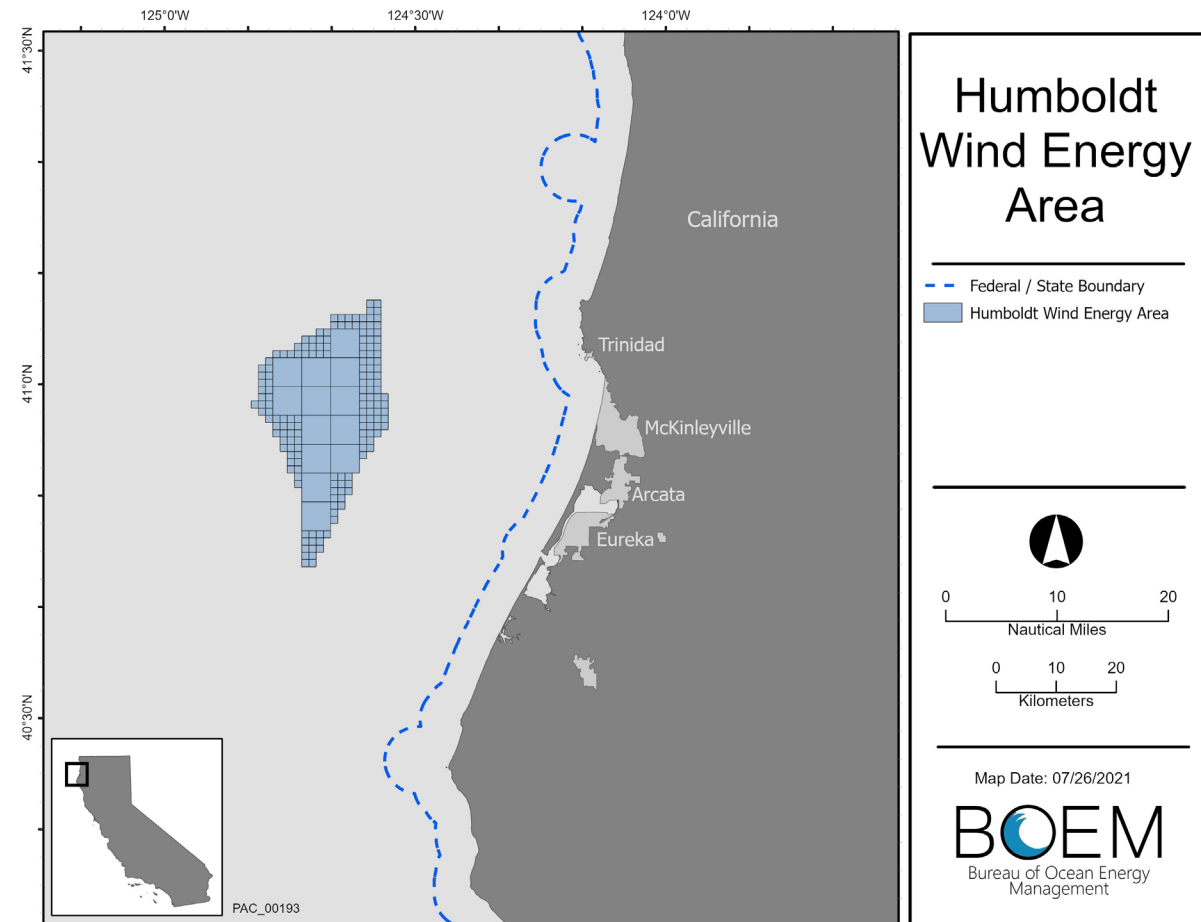 125°0'W
124°30'W
124°0'W
41°30'N
41°0'N
40°30'N
California
Trinidad
McKinleyville
Arcata
Eureka
PAC_00193
Humboldt
Wind Energy
Area
Federal / State Boundary
Humboldt Wind Energy Area
0 10 20
Nautical Miles
0 10 20
Kilometers
Map Date: 07/26/2021
BOEM
Bureau of Ocean Energy
Management